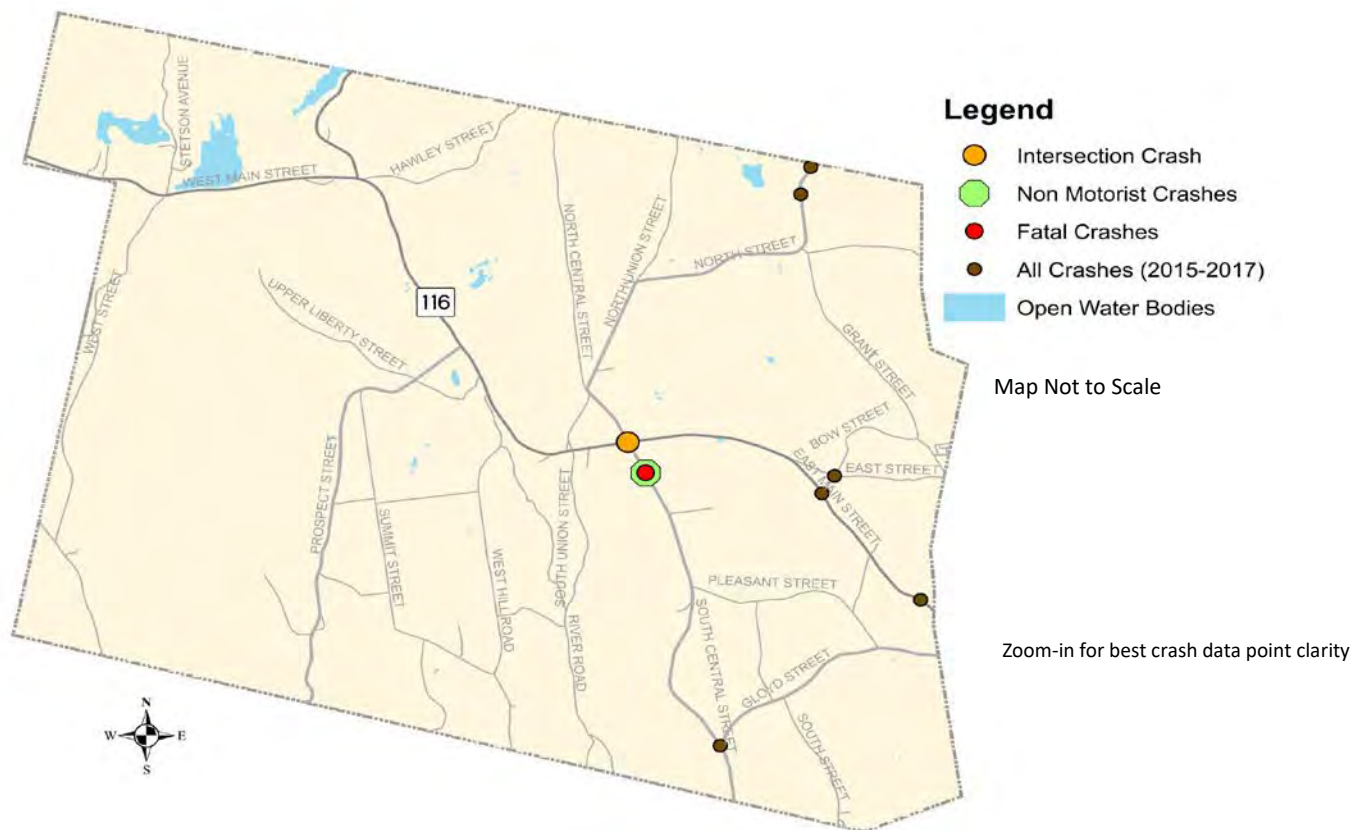 Legend
Intersection Crash
Non Motorist Crashes
Fatal Crashes
All Crashes (2015-2017)
Open Water Bodies
Map Not to Scale
Zoom-in for best crash data point clarity
STETSON AVENUE
WEST MAIN STREET
HAWLEY STREET
NORTH CENTRAL STREET
NORTH UNION STREET
NORTH STREET
WEST STREET
116
UPPER LIBERTY STREET
GRANT STREET
BOW STREET
EAST STREET
EAST MAIN STREET
PROSPECT STREET
SUMMIT STREET
WEST HILL ROAD
SOUTH UNION STREET
RIVER ROAD
PLEASANT STREET
SOUTH CENTRAL STREET
GLOYD STREET
SOUTH STREET
N
W
E
S